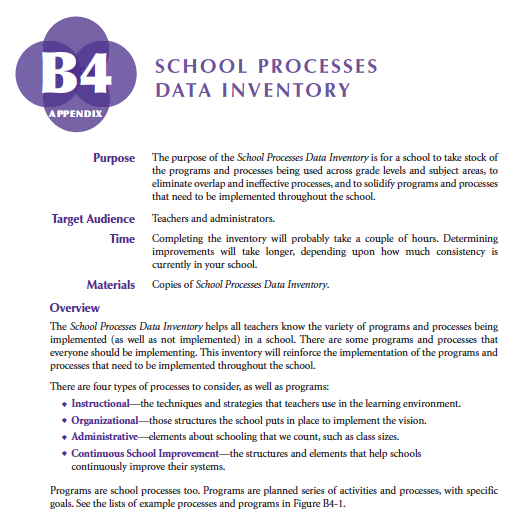 B4
APPENDIX
SCHOOL PROCESSES
DATA INVENTORY
Purpose The purpose of the School Processes Data Inventory is for a school to take stock of
the programs and processes being used across grade levels and subject areas, to
eliminate overlap and ineffective processes, and to solidify programs and processes
that need to be implemented throughout the school.
Target Audience Teachers and administrators.
Time Completing the inventory will probably take a couple of hours. Determining
improvements will take longer, depending upon how much consistency is
currently in your school.
Materials Copies of School Processes Data Inventory.
Overview
The School Processes Data Inventory helps all teachers know the variety of programs and processes being
implemented (as well as not implemented) in a school. There are some programs and processes that
everyone should be implementing. This inventory will reinforce the implementation of the programs and
processes that need to be implemented throughout the school.
There are four types of processes to consider, as well as programs:
◆ Instructional—the techniques and strategies that teachers use in the learning environment.
◆ Organizational—those structures the school puts in place to implement the vision.
◆ Administrative—elements about schooling that we count, such as class sizes.
◆ Continuous School Improvement—the structures and elements that help schools
continuously improve their systems.
Programs are school processes too. Programs are planned series of activities and processes, with specific
goals. See the lists of example processes and programs in Figure B4-1.